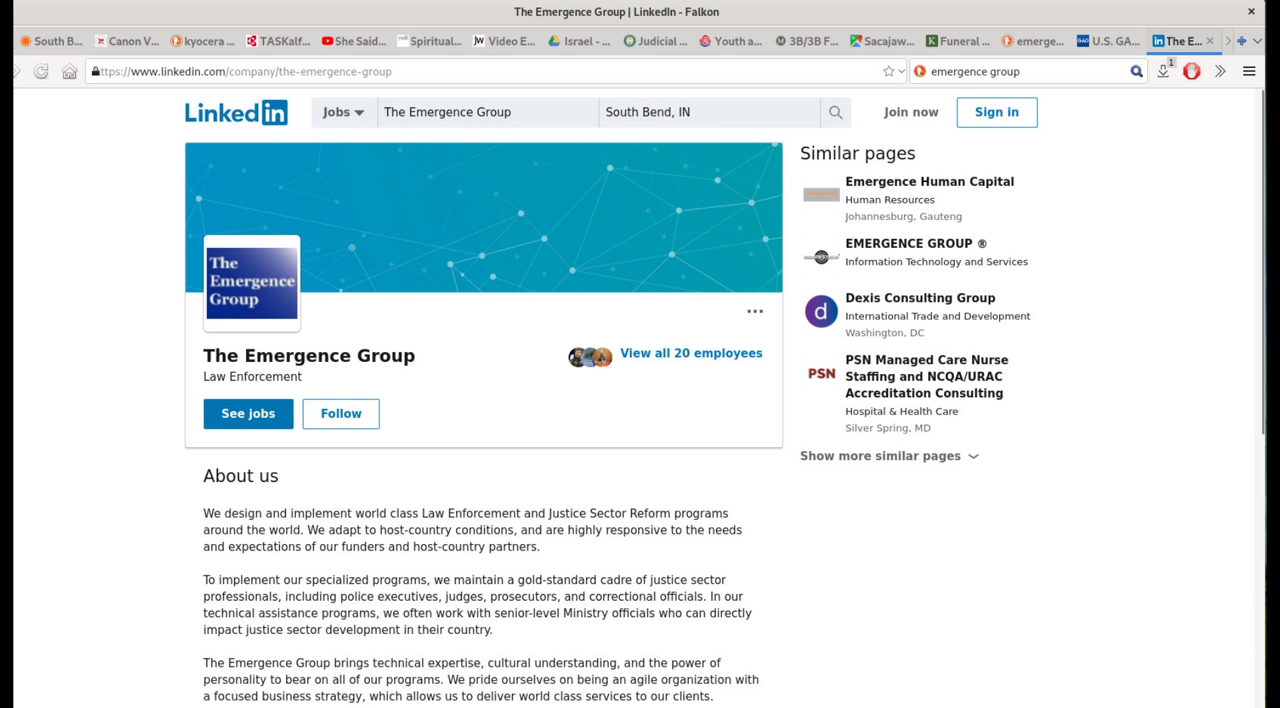 The Emergence Group | LinkedIn - Falkon
South B...
Canon V...
kyocera ...
TASKalf...
She Said...
Spiritual...
Video E...
Israel - ...
Judicial ...
Youth a...
3B/3B F...
Sacajaw...
Funeral ...
emerge...
U.S. GA...
The E...
ttps://www.linkedin.com/company/the-emergence-group
emergence group
1
Linkedin
Jobs
The Emergence Group
South Bend, IN
Join now
Sign in
The
Emergence
Group
The Emergence Group
Law Enforcement
View all 20 employees
See jobs
Follow
About us
We design and implement world class Law Enforcement and Justice Sector Reform programs
around the world. We adapt to host-country conditions, and are highly responsive to the needs
and expectations of our funders and host-country partners.
To implement our specialized programs, we maintain a gold-standard cadre of justice sector
professionals, including police executives, judges, prosecutors, and correctional officials. In our
technical assistance programs, we often work with senior-level Ministry officials who can directly
impact justice sector development in their country.
The Emergence Group brings technical expertise, cultural understanding, and the power of
personality to bear on all of our programs. We pride ourselves on being an agile organization with
a focused business strategy, which allows us to deliver world class services to our clients.
Similar pages
Emergence Human Capital
Human Resources
Johannesburg, Gauteng
EMERGENCE GROUP ®
Information Technology and Services
d
Dexis Consulting Group
International Trade and Development
Washington, DC
PSN
PSN Managed Care Nurse
Staffing and NCQA/URAC
Accreditation Consulting
Hospital & Health Care
Silver Spring, MD
Show more similar pages